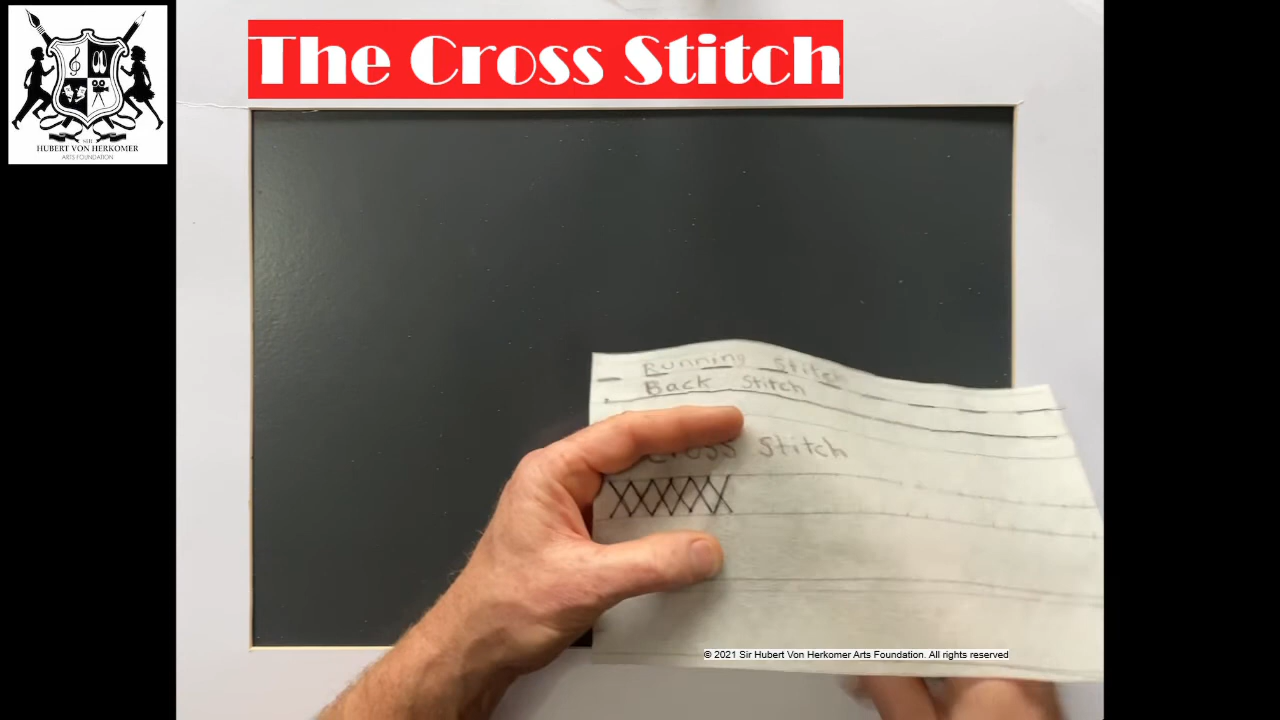 The Cross Stitch
SIR
HUBERT VON HERKOMER
ARTS FOUNDATION
Running Stitch
Back Stitch
Cross Stitch
© 2021 Sir Hubert Von Herkomer Arts Foundation. All rights reserved